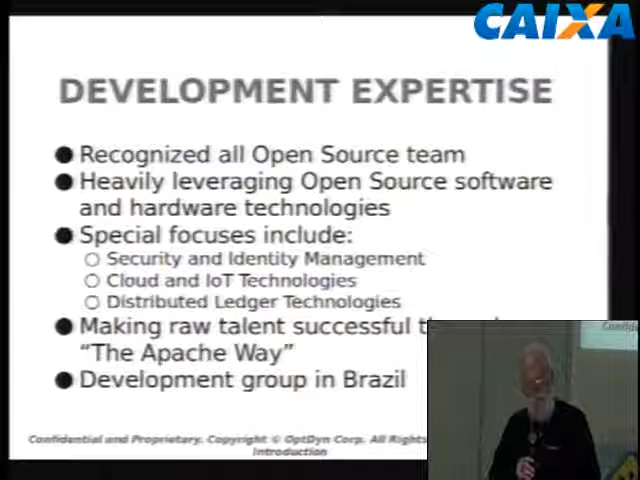 CAIXA
DEVELOPMENT EXPERTISE
● Recognized all Open Source team
● Heavily leveraging Open Source software
and hardware technologies
● Special focuses include:
○ Security and Identity Management
○ Cloud and IoT Technologies
○ Distributed Ledger Technologies
● Making raw talent successful
“The Apache Way”
● Development group in Brazil
Confidential and Proprietary. Copyright © OptDyn Corp. All Rights
Introduction